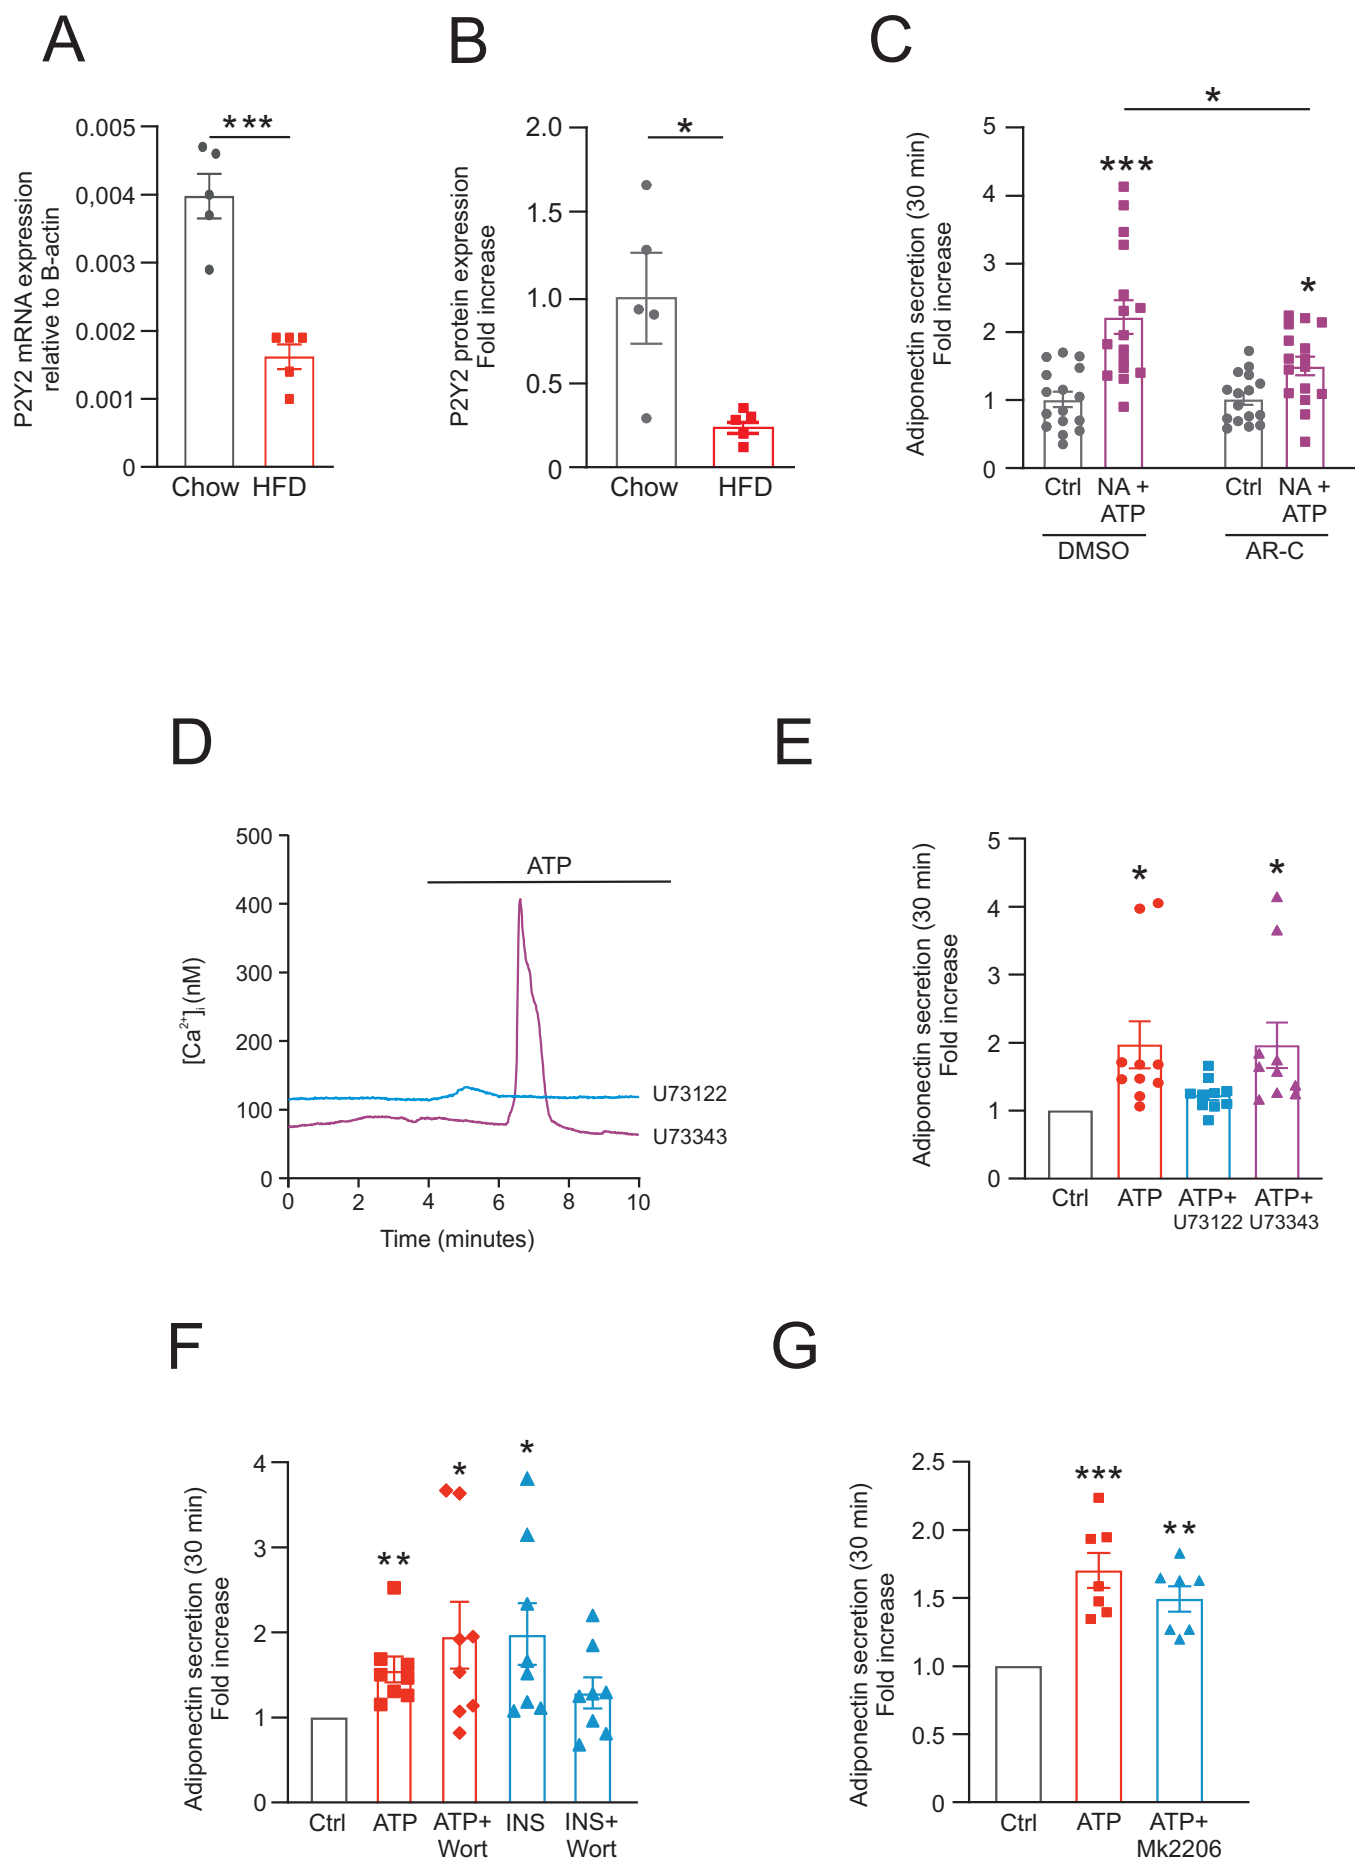 A
B
C
P2Y2 mRNA expression
relative to B-actin
0.005
0,004
0.003
0.002
0.001
0
***
Chow HFD
P2Y2 protein expression
Fold increase
2.0
1.5
1.0
0.5
0
*
Chow HFD
Adiponectin secretion (30 min)
Fold increase
5
4
3
2
1
0
*
***
*
Ctrl NA + Ctrl NA +
ATP ATP
DMSO AR-C
D
E
[Ca²⁺]i (nM)
500
400
300
200
100
0
ATP
U73122
U73343
0 2 4 6 8 10
Time (minutes)
Adiponectin secretion (30 min)
Fold increase
5
4
3
2
1
0
* *
Ctrl ATP ATP+ ATP+
U73122 U73343
F
G
Adiponectin secretion (30 min)
Fold increase
4
3
2
1
0
** * *
Ctrl ATP ATP+ INS INS+
Wort Wort
Adiponectin secretion (30 min)
Fold increase
2.5
2.0
1.5
1.0
0.5
0
*** **
Ctrl ATP ATP+
Mk2206